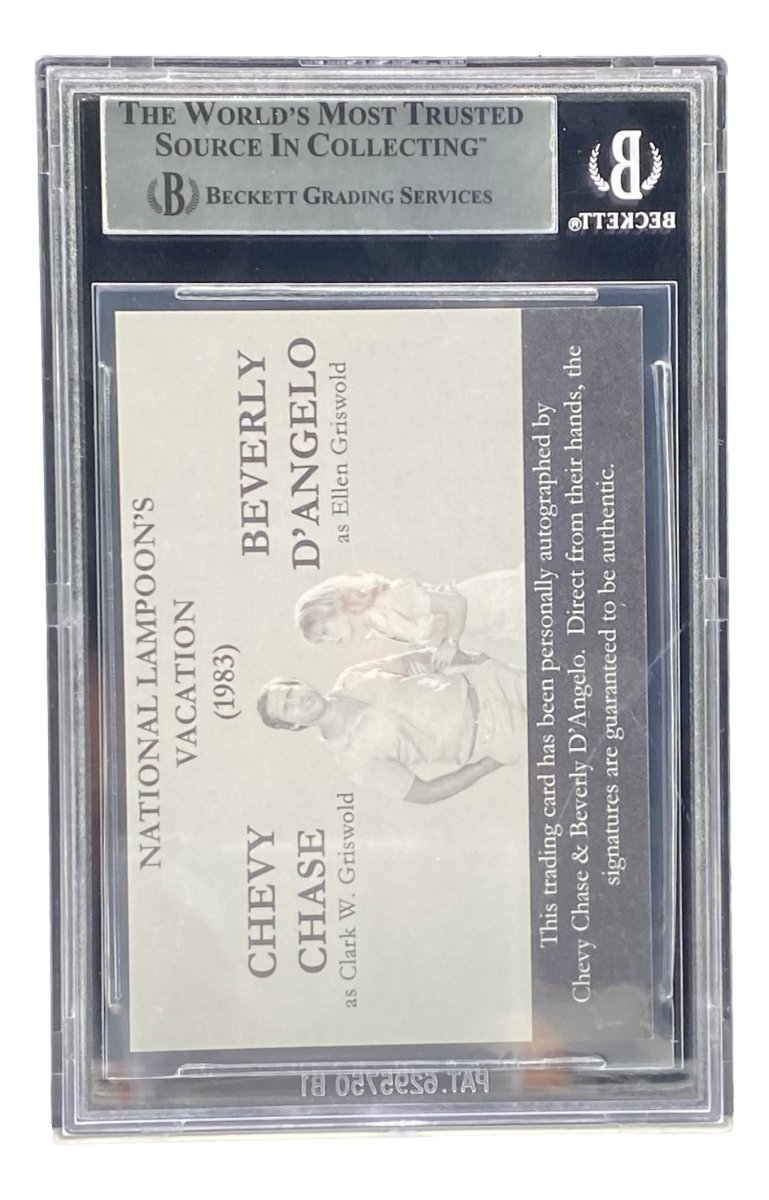 THE WORLD'S MOST TRUSTED
SOURCE IN COLLECTING™
B BECKETT GRADING SERVICES
B
BECKETT®
NATIONAL LAMPOON'S
VACATION
(1983)
CHEVY
CHASE
as Clark W. Griswold
BEVERLY
D'ANGELO
as Ellen Griswold
This trading card has been personally autographed by
Chevy Chase & Beverly D'Angelo. Direct from their hands, the
signatures are guaranteed to be authentic.
PAT.6295750 B1